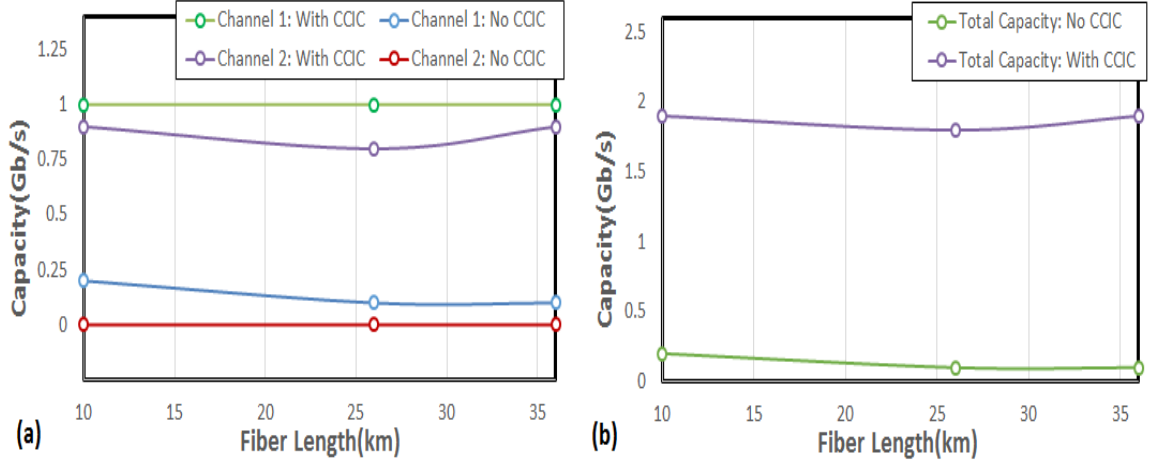 Channel 1: With CCIC
Channel 1: No CCIC
Channel 2: With CCIC
Channel 2: No CCIC
1.25
1
0.75
0.5
0.25
0
Capacity(Gb/s)
10
15
20
25
30
35
Fiber Length(km)
(a)
Total Capacity: No CCIC
Total Capacity: With CCIC
2.5
2
1.5
1
0.5
0
Capacity(Gb/s)
10
15
20
25
30
35
Fiber Length(km)
(b)